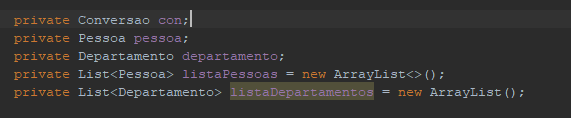 private Conversao con;
private Pessoa pessoa;
private Departamento departamento;
private List<Pessoa> listaPessoas = new ArrayList<>();
private List<Departamento> listaDepartamentos = new ArrayList();